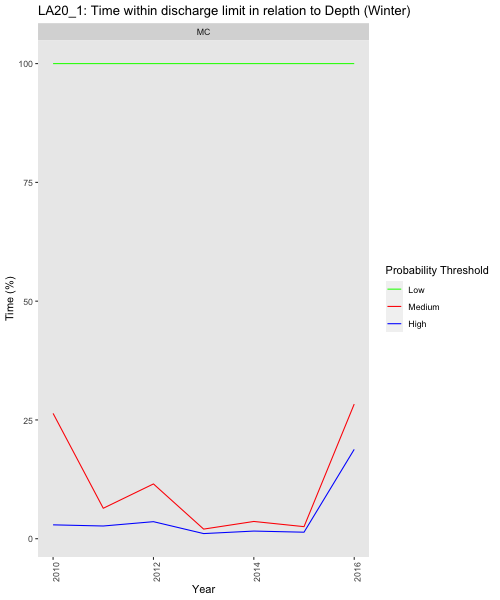 LA20_1: Time within discharge limit in relation to Depth (Winter)
MC
100
75
50
25
0
Time (%)
2010
2012
2014
2016
Year
Probability Threshold
Low
Medium
High